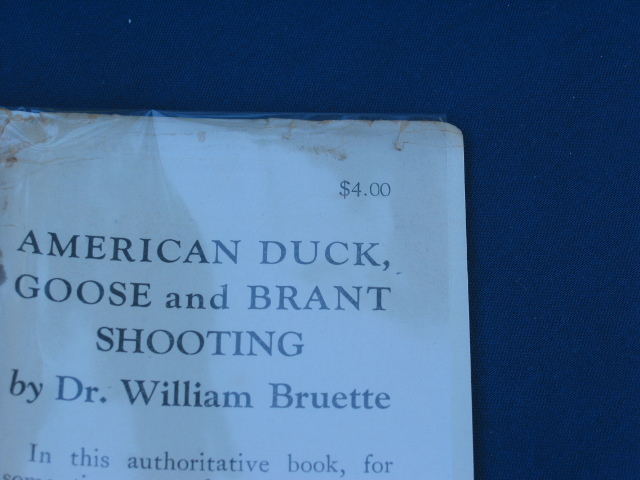 $4.00
AMERICAN DUCK,
GOOSE and BRANT
SHOOTING
by Dr. William Bruette
In this authoritative book, for